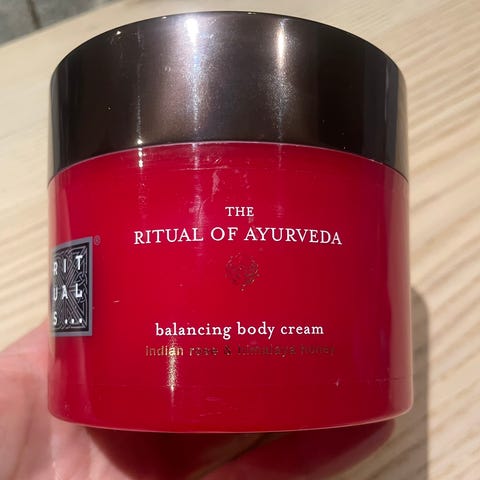 THE
RITUAL OF AYURVEDA
RIT
UAL
S...
®
balancing body cream
indian rose & himalaya honey